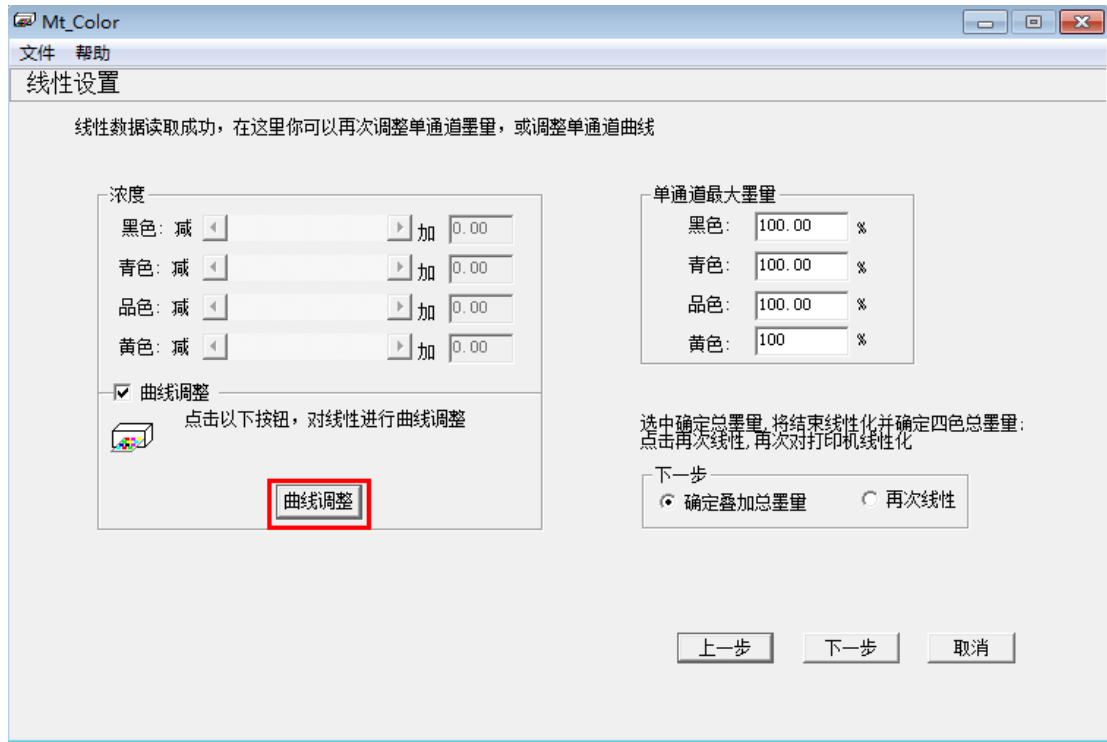 Mt_Color
文件 帮助
线性设置
线性数据读取成功，在这里你可以再次调整单通道墨量，或调整单通道曲线
浓度
黑色: 减 加 0.00
青色: 减 加 0.00
品色: 减 加 0.00
黄色: 减 加 0.00
曲线调整
点击以下按钮，对线性进行曲线调整
曲线调整
单通道最大墨量
黑色: 100.00 %
青色: 100.00 %
品色: 100.00 %
黄色: 100 %
选中确定总墨量,将结束线性化并确定四色总墨量;
点击再次线性,再次对打印机线性化
下一步
确定叠加总墨量 再次线性
上一步 下一步 取消